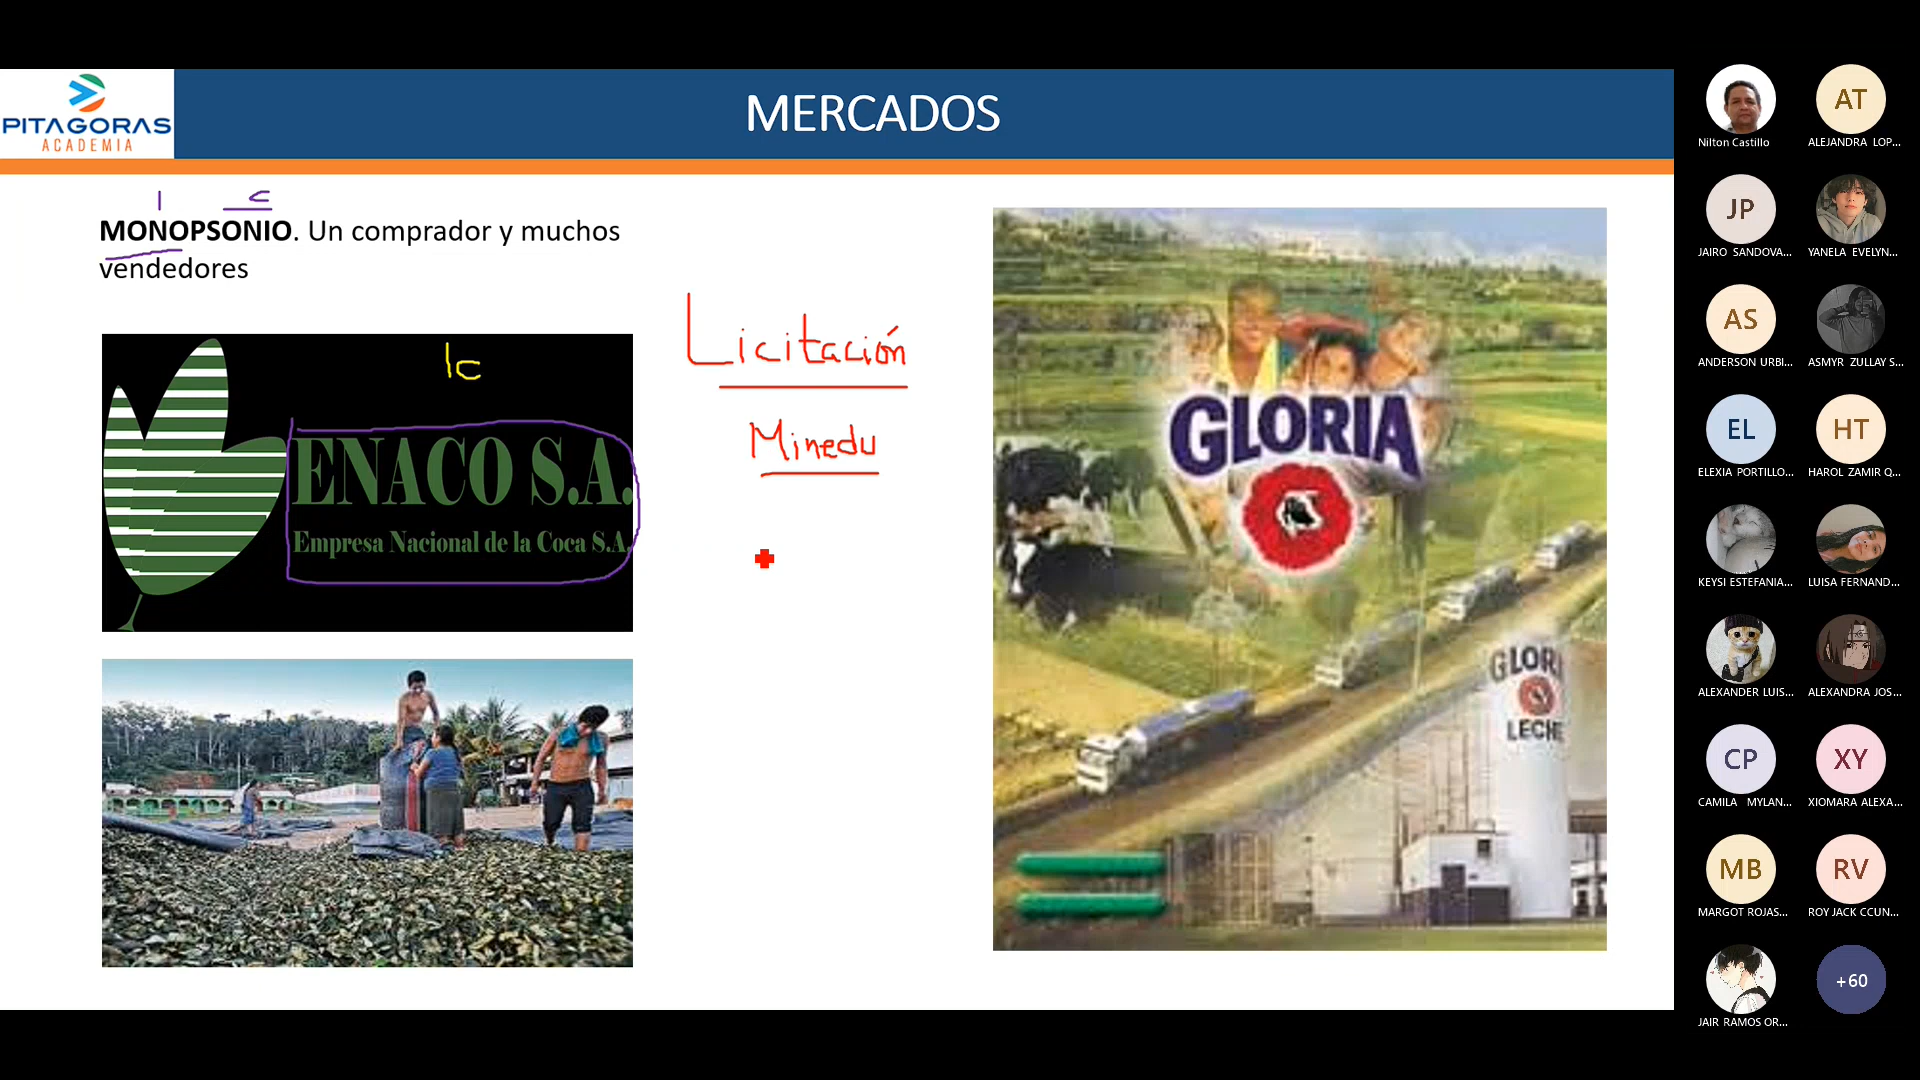 PITAGORAS
ACADEMIA
MERCADOS
1 c
MONOPSONIO. Un comprador y muchos
vendedores
1c
ENACO S.A.
Empresa Nacional de la Coca S.A.
Licitación
Minedu
GLORIA
GLORI
LECHE
Nilton Castillo
AT
ALEJANDRA LOP...
JP
JAIRO SANDOVA...
YANELA EVELYN...
AS
ANDERSON URBI...
ASMYR ZULLAY S...
EL
ELEXIA PORTILLO...
HT
HAROL ZAMIR Q...
KEYSI ESTEFANIA...
LUISA FERNAND...
ALEXANDER LUIS...
ALEXANDRA JOS...
CP
CAMILA MYLAN...
XY
XIOMARA ALEXA...
MB
MARGOT ROJAS...
RV
ROY JACK CCUN...
JAIR RAMOS OR...
+60